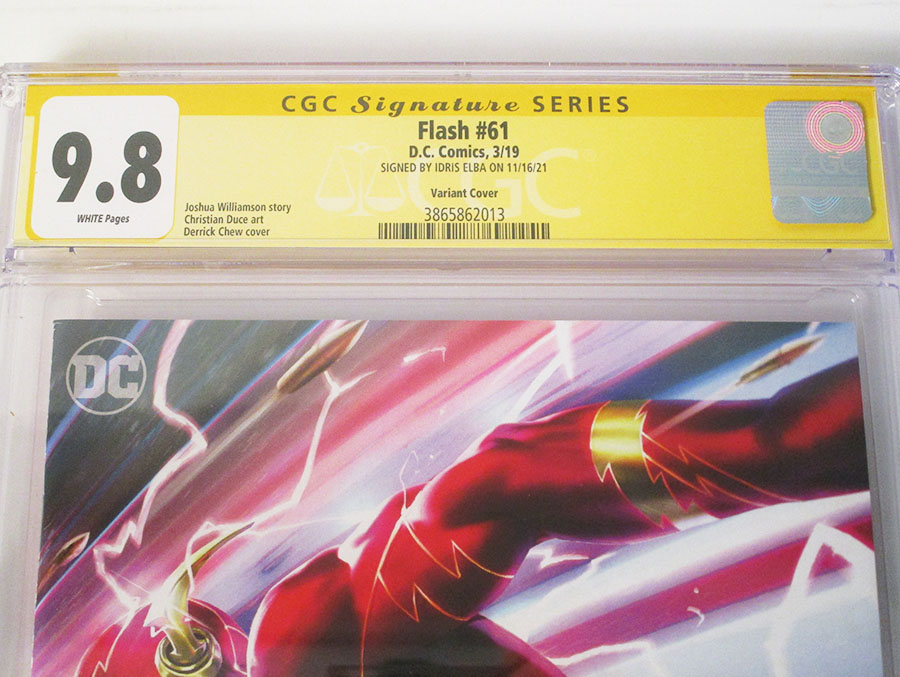 CGC Signature SERIES
9.8
WHITE Pages
Flash #61
D.C. Comics, 3/19
SIGNED BY IDRIS ELBA ON 11/16/21
Variant Cover
Joshua Williamson story
Christian Duce art
Derrick Chew cover
3865862013
CGC
CGC
DC